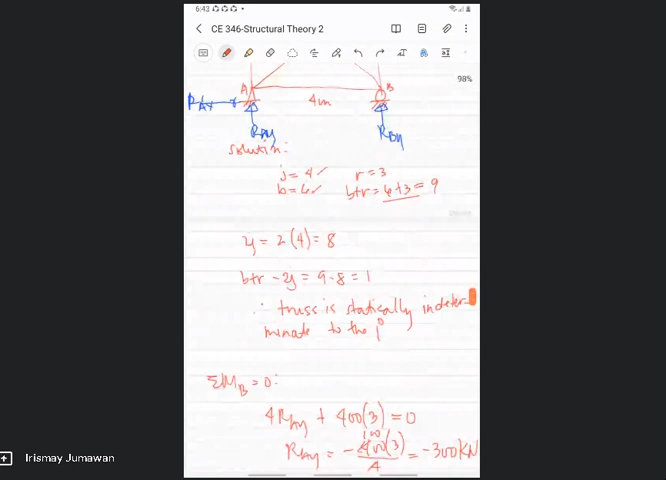 6:43
CE 346-Structural Theory 2
98%
A
B
4m
RAx
RAy
RBy
Solution:
j = 4 ✓ r = 3
b = 6 ✓ b+r = 6+3 = 9
2j = 2(4) = 8
b+r - 2j = 9-8 = 1
∴ truss is statically indeter-
minate to the 1°
ΣMB = 0:
4RAy + 400(3) = 0
100
RAy = -400(3)/4 = -300KN
Irismay Jumawan